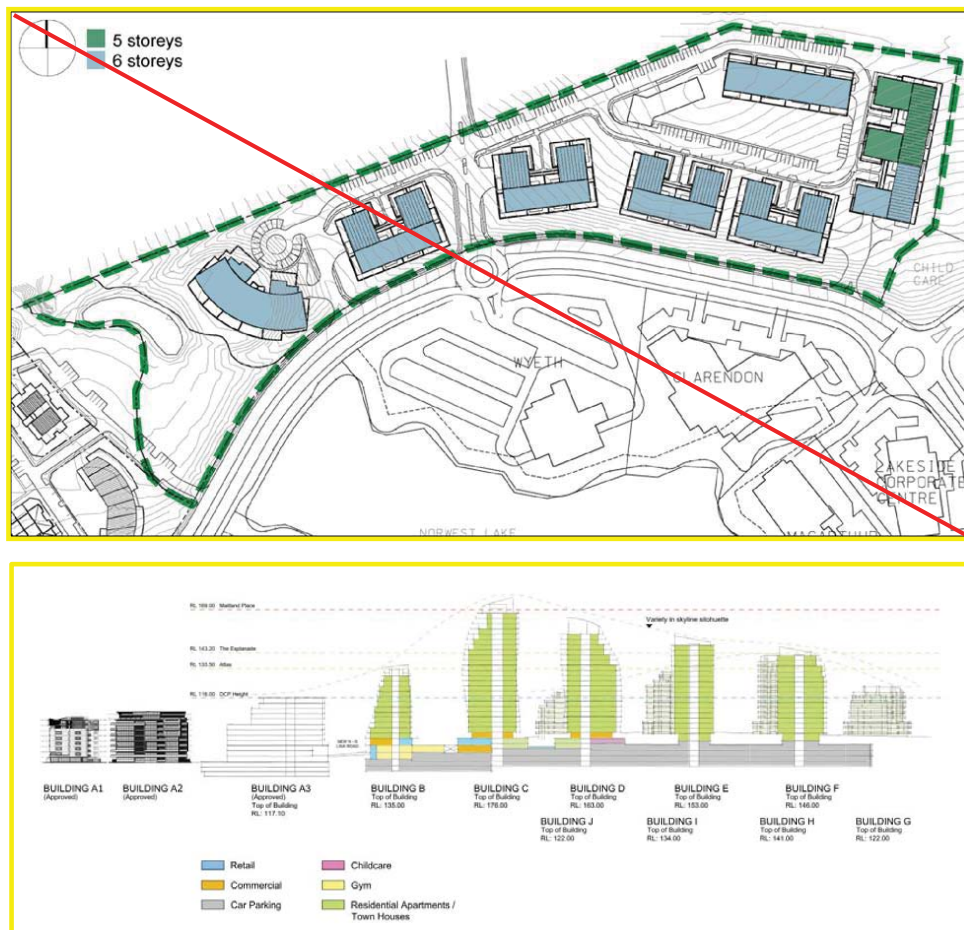 5 storeys
6 storeys
CHILD
CARE
WYETH
CLARENDON
LAKESIDE
CORPORATE
CENTRE
NORWEST LAKE
MACARTHUR
RL 169.00 Maitland Place
Variety in skyline silohuette
RL 143.20 The Esplanade
RL 133.50 Atlas
RL 116.00 DCP Height
NEW N - S
LINK ROAD
BUILDING A1
(Approved)
BUILDING A2
(Approved)
BUILDING A3
(Approved)
Top of Building
RL: 117.10
BUILDING B
Top of Building
RL: 135.00
BUILDING C
Top of Building
RL: 176.00
BUILDING D
Top of Building
RL: 163.00
BUILDING E
Top of Building
RL: 153.00
BUILDING F
Top of Building
RL: 146.00
BUILDING J
Top of Building
RL: 122.00
BUILDING I
Top of Building
RL: 134.00
BUILDING H
Top of Building
RL: 141.00
BUILDING G
Top of Building
RL: 122.00
Retail
Commercial
Car Parking
Childcare
Gym
Residential Apartments /
Town Houses